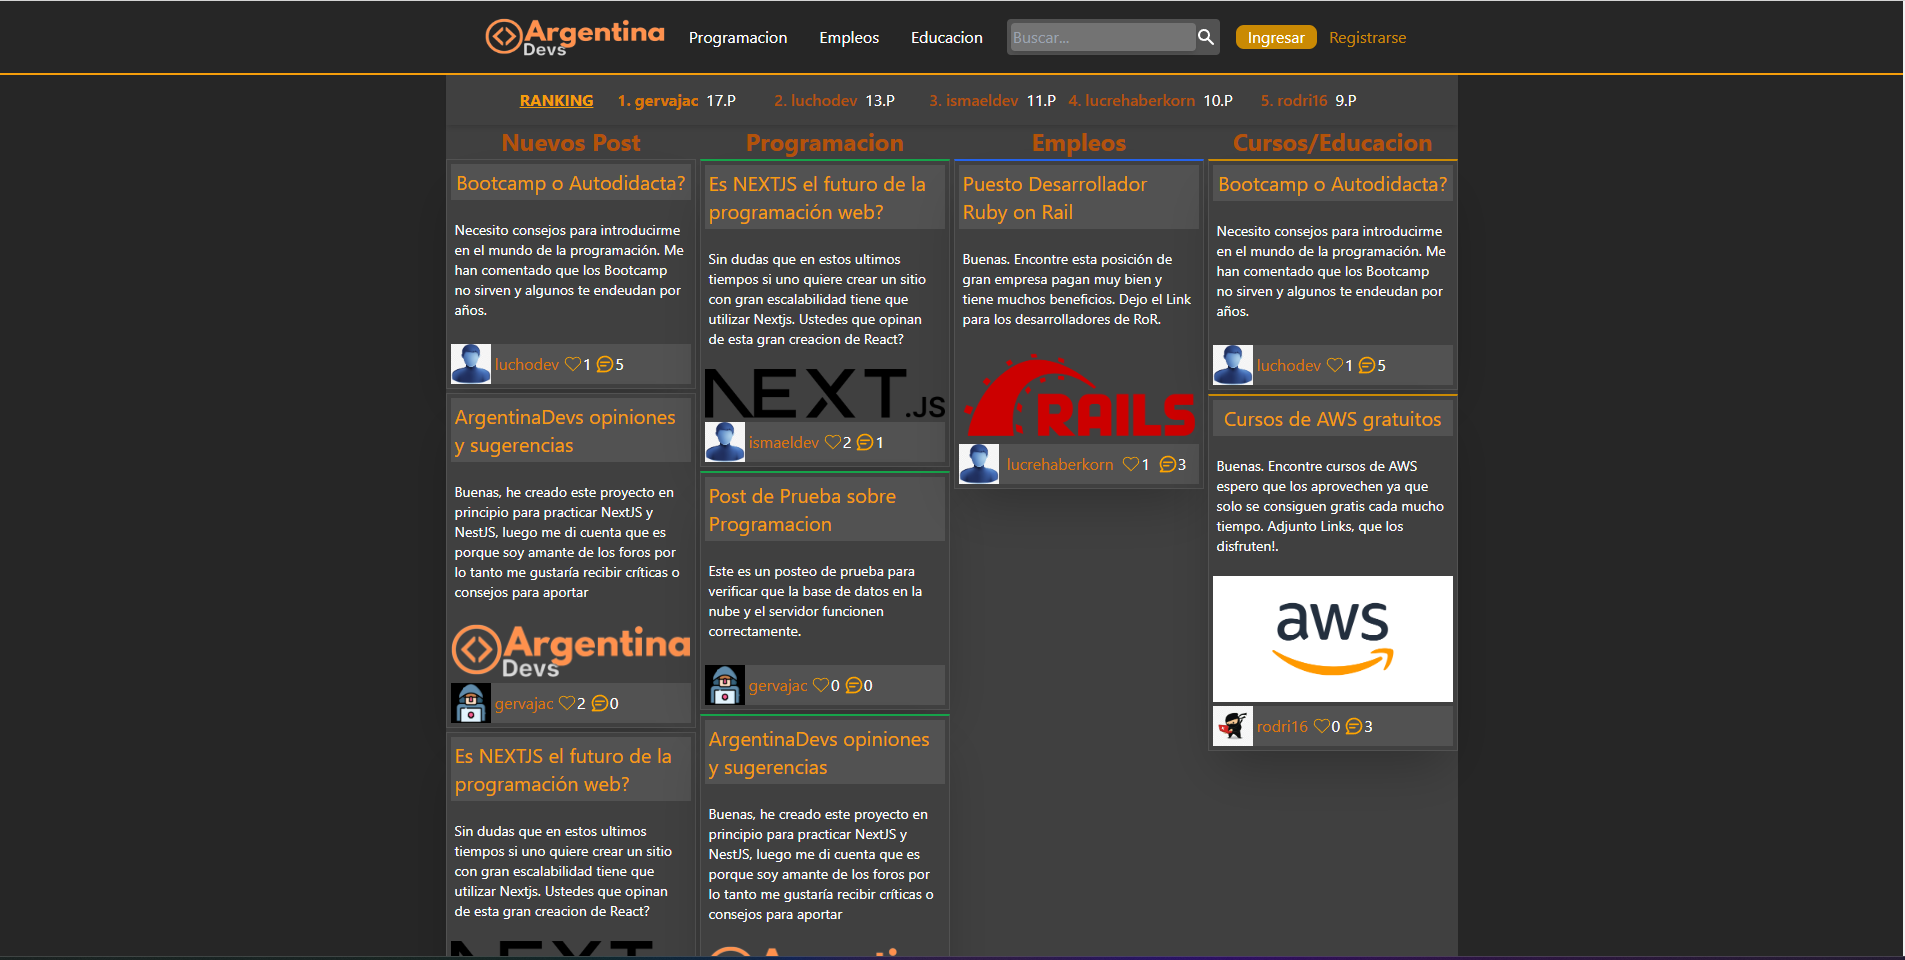 Argentina
Devs
Programacion
Empleos
Educacion
Buscar...
Ingresar
Registrarse
RANKING
1. gervajac 17.P
2. luchodev 13.P
3. ismaeldev 11.P
4. lucrehaberkorn 10.P
5. rodri16 9.P
Nuevos Post
Bootcamp o Autodidacta?
Necesito consejos para introducirme
en el mundo de la programación. Me
han comentado que los Bootcamp
no sirven y algunos te endeudan por
años.
luchodev 1 5
ArgentinaDevs opiniones
y sugerencias
Buenas, he creado este proyecto en
principio para practicar NextJS y
NestJS, luego me di cuenta que es
porque soy amante de los foros por
lo tanto me gustaría recibir críticas o
consejos para aportar
Argentina
Devs
gervajac 2 0
Es NEXTJS el futuro de la
programación web?
Sin dudas que en estos ultimos
tiempos si uno quiere crear un sitio
con gran escalabilidad tiene que
utilizar Nextjs. Ustedes que opinan
de esta gran creacion de React?
NEXT
Programacion
Es NEXTJS el futuro de la
programación web?
Sin dudas que en estos ultimos
tiempos si uno quiere crear un sitio
con gran escalabilidad tiene que
utilizar Nextjs. Ustedes que opinan
de esta gran creacion de React?
NEXT.JS
ismaeldev 2 1
Post de Prueba sobre
Programacion
Este es un posteo de prueba para
verificar que la base de datos en la
nube y el servidor funcionen
correctamente.
gervajac 0 0
ArgentinaDevs opiniones
y sugerencias
Buenas, he creado este proyecto en
principio para practicar NextJS y
NestJS, luego me di cuenta que es
porque soy amante de los foros por
lo tanto me gustaría recibir críticas o
consejos para aportar
Empleos
Puesto Desarrollador
Ruby on Rail
Buenas. Encontre esta posición de
gran empresa pagan muy bien y
tiene muchos beneficios. Dejo el Link
para los desarrolladores de RoR.
RAILS
lucrehaberkorn 1 3
Cursos/Educacion
Bootcamp o Autodidacta?
Necesito consejos para introducirme
en el mundo de la programación. Me
han comentado que los Bootcamp
no sirven y algunos te endeudan por
años.
luchodev 1 5
Cursos de AWS gratuitos
Buenas. Encontre cursos de AWS
espero que los aprovechen ya que
solo se consiguen gratis cada mucho
tiempo. Adjunto Links, que los
disfruten!.
aws
rodri16 0 3